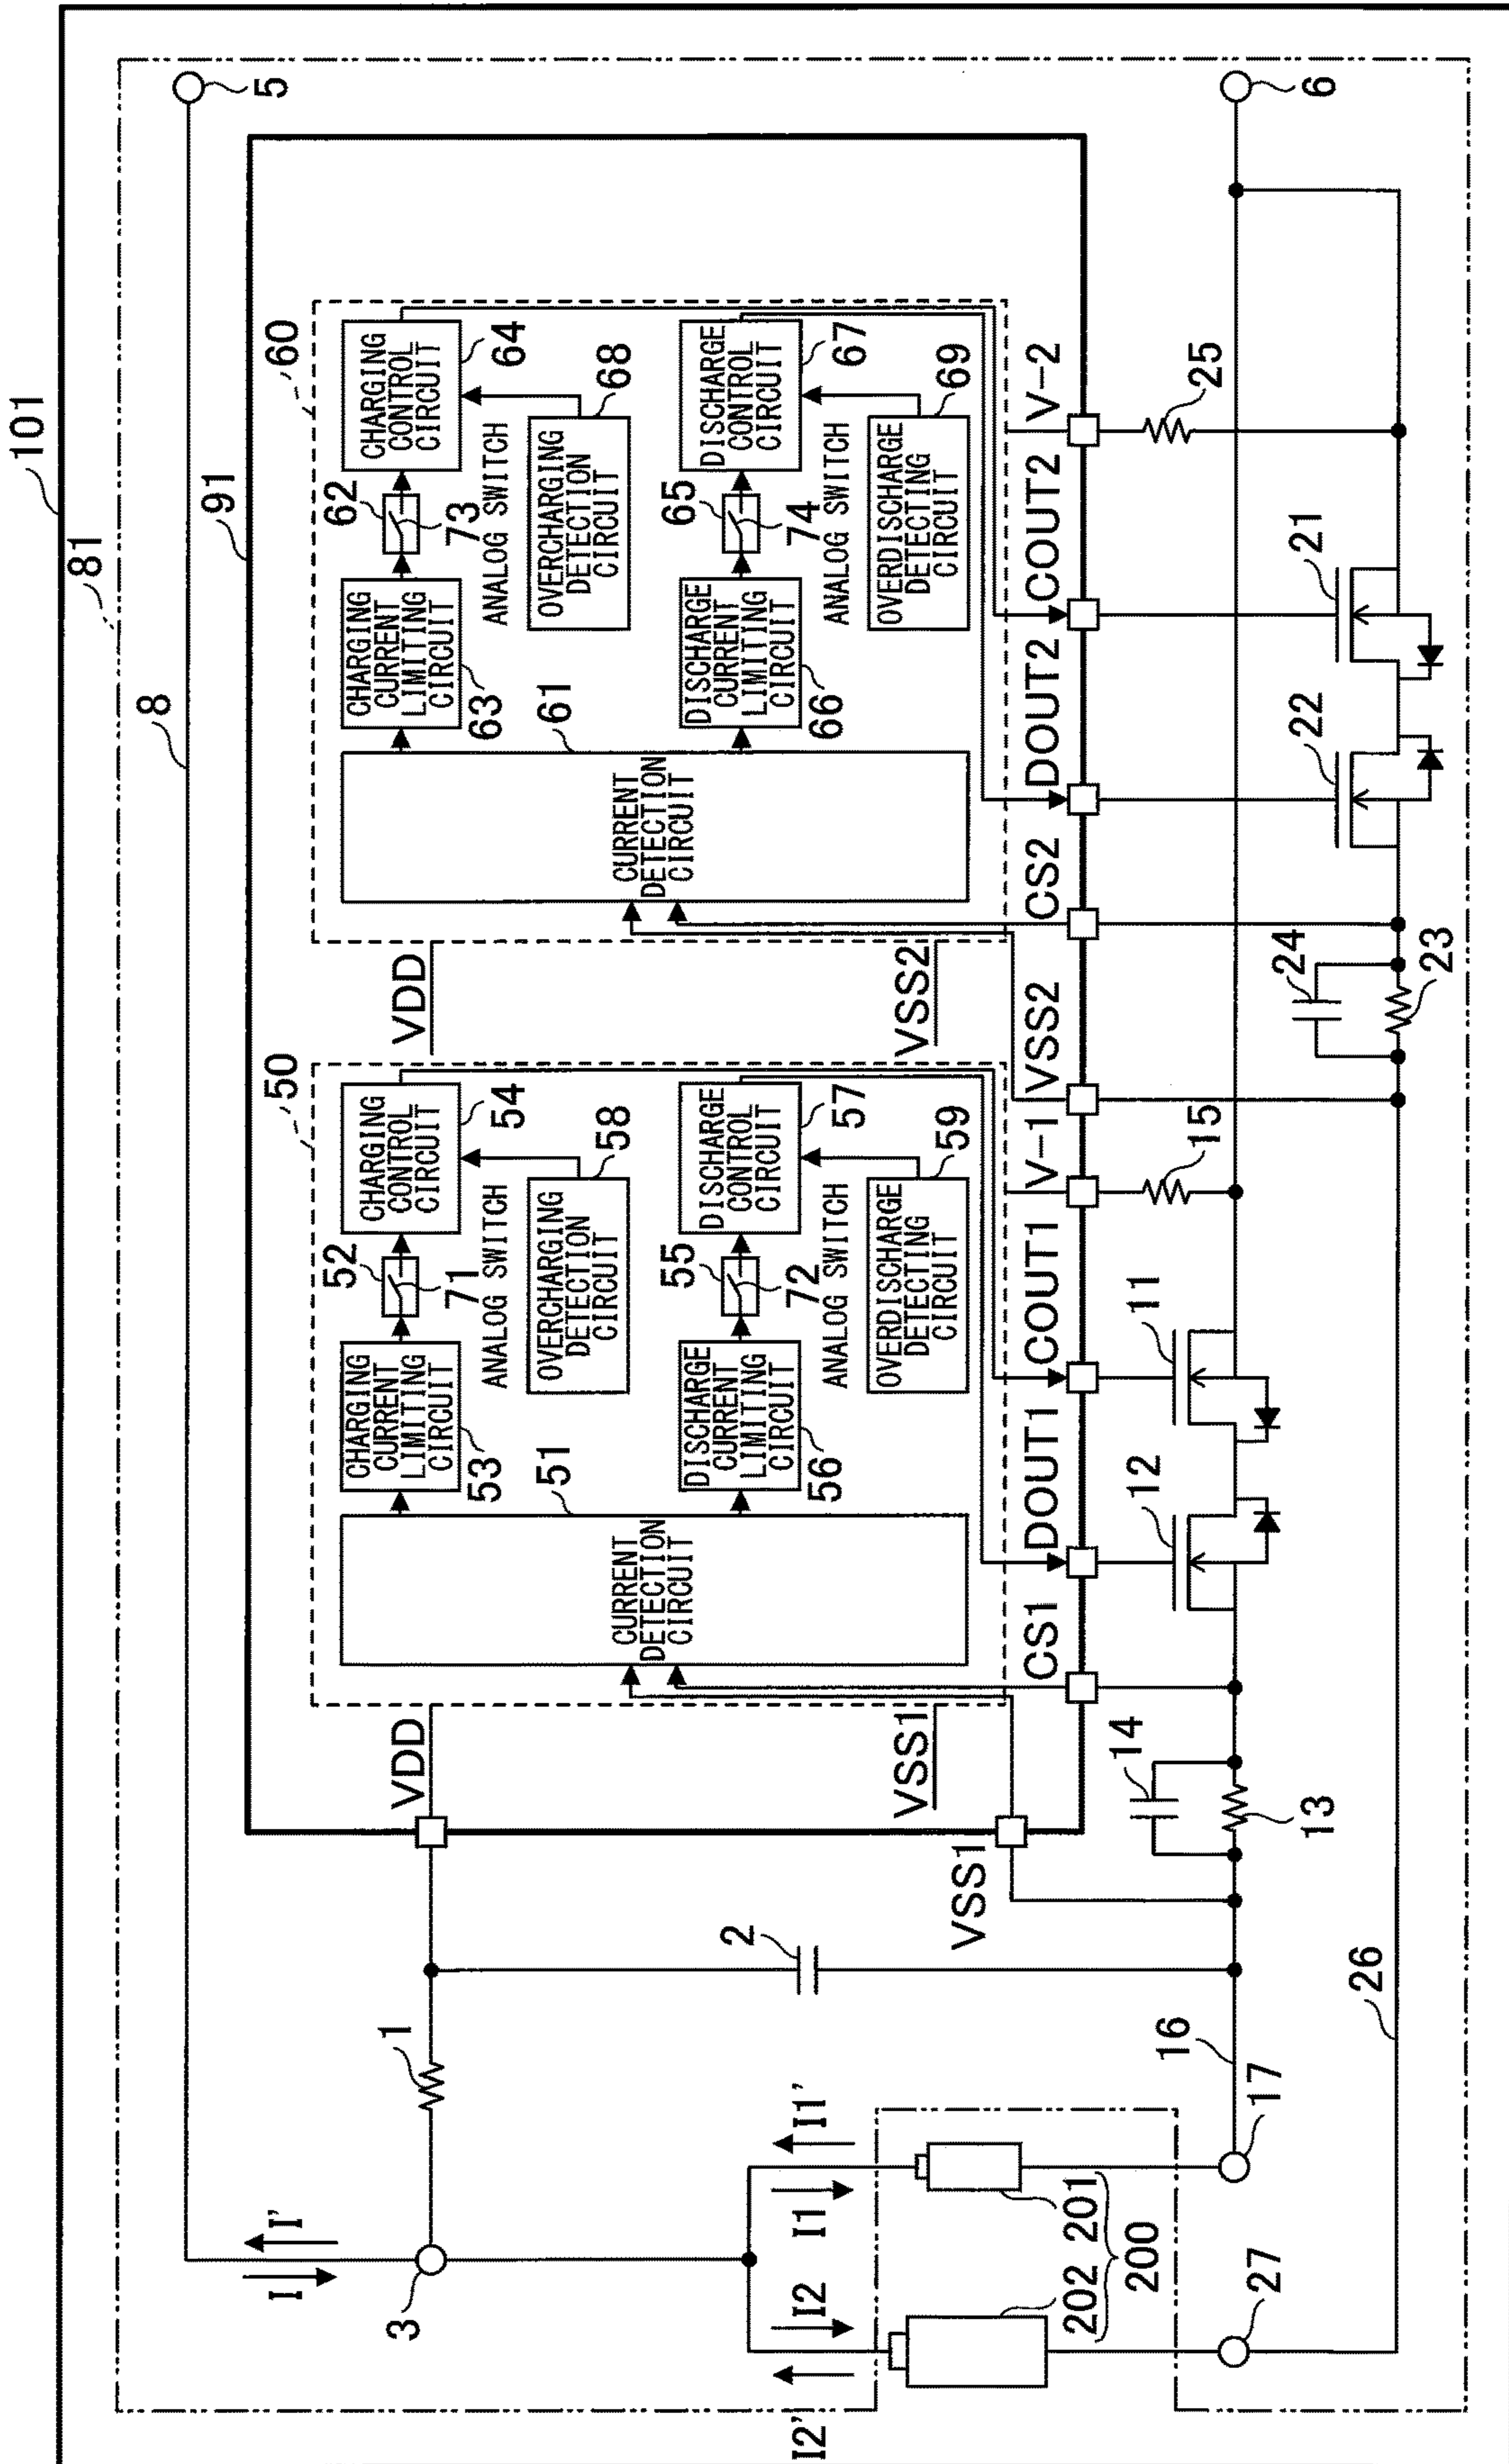 101
81
8
5
91
60
CHARGING
CURRENT
LIMITING
CIRCUIT
63
62
73
ANALOG SWITCH
CHARGING
CONTROL
CIRCUIT
64
OVERCHARGING
DETECTION
CIRCUIT
68
61
CURRENT
DETECTION
CIRCUIT
DISCHARGE
CURRENT
LIMITING
CIRCUIT
66
65
74
ANALOG SWITCH
DISCHARGE
CONTROL
CIRCUIT
67
OVERDISCHARGE
DETECTING
CIRCUIT
69
VDD
VSS2
50
CHARGING
CURRENT
LIMITING
CIRCUIT
53
52
71
ANALOG SWITCH
CHARGING
CONTROL
CIRCUIT
54
OVERCHARGING
DETECTION
CIRCUIT
58
51
CURRENT
DETECTION
CIRCUIT
DISCHARGE
CURRENT
LIMITING
CIRCUIT
56
55
72
ANALOG SWITCH
DISCHARGE
CONTROL
CIRCUIT
57
OVERDISCHARGE
DETECTING
CIRCUIT
59
VDD
VSS1
VSS1
CS1
DOUT1
COUT1
V-1
VSS2
CS2
DOUT2
COUT2
V-2
1
2
3
I
I'
I1
I1'
I2
I2'
201
202
200
17
27
16
26
14
13
12
11
15
24
23
22
21
25
6